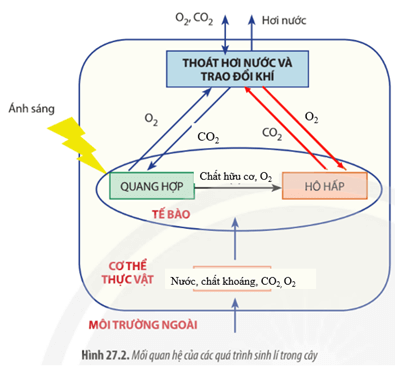 O₂, CO₂
Hơi nước
THOÁT HƠI NƯỚC VÀ
TRAO ĐỔI KHÍ
Ánh sáng
O₂
CO₂
CO₂
O₂
QUANG HỢP
Chất hữu cơ, O₂
HÔ HẤP
TẾ BÀO
CƠ THỂ
THỰC VẬT
Nước, chất khoáng, CO₂, O₂
MÔI TRƯỜNG NGOÀI
Hình 27.2. Mối quan hệ của các quá trình sinh lí trong cây